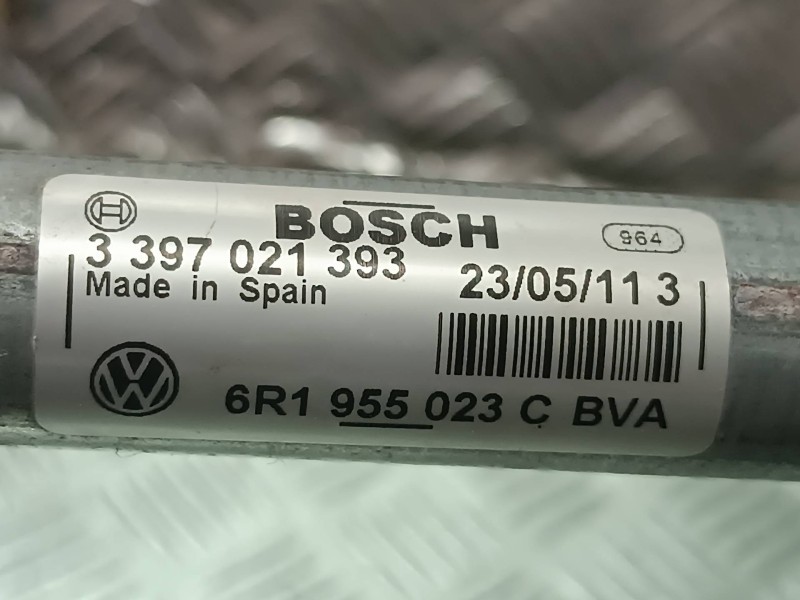 BOSCH
964
3 397 021 393
23/05/11 3
Made in Spain
6R1 955 023 C BVA